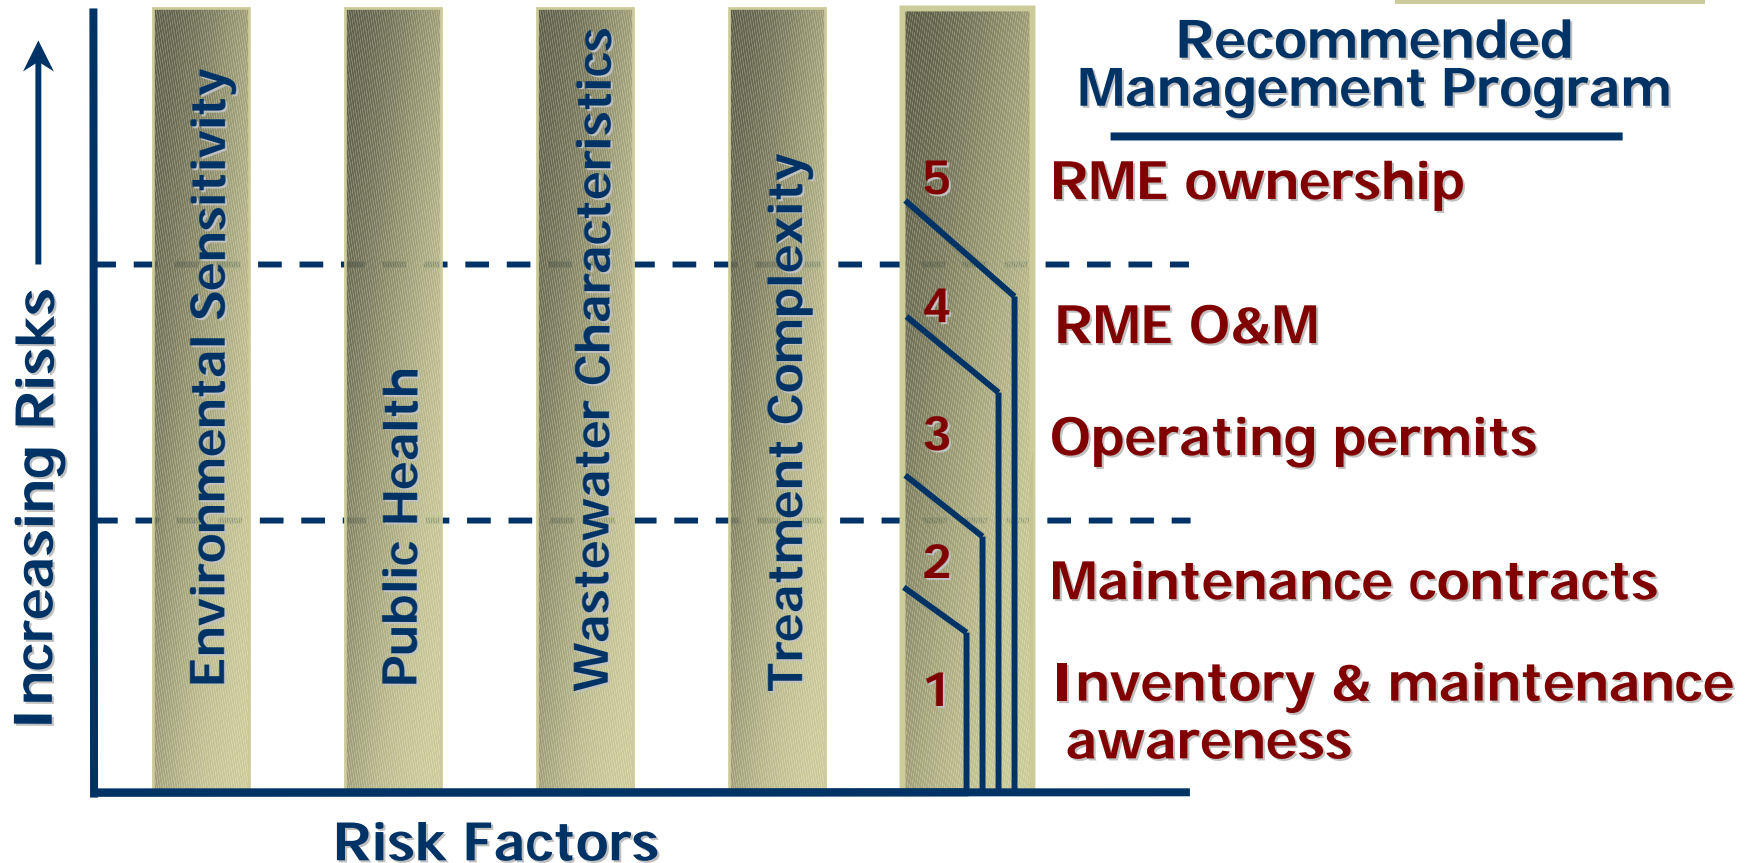 Recommended
Management Program
Increasing Risks
Environmental Sensitivity
Public Health
Wastewater Characteristics
Treatment Complexity
5
RME ownership
4
RME O&M
3
Operating permits
2
Maintenance contracts
1
Inventory & maintenance
awareness
Risk Factors